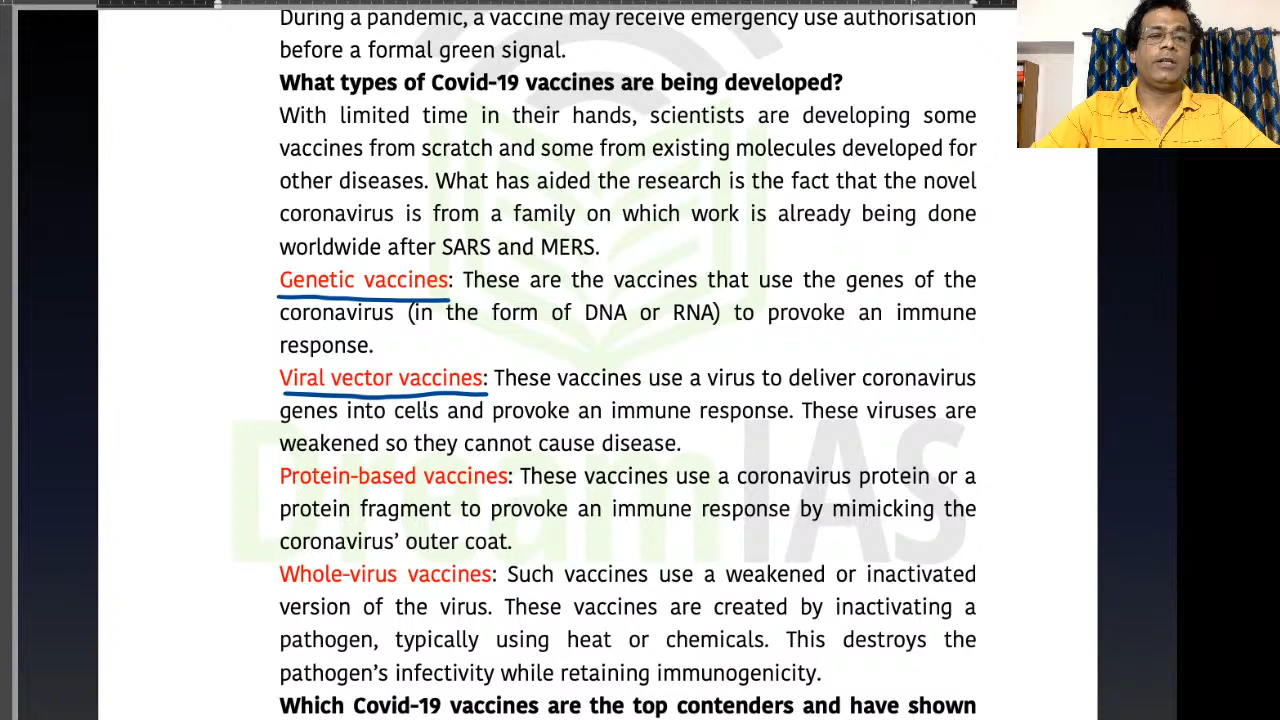 During a pandemic, a vaccine may receive emergency use authorisation
before a formal green signal.
What types of Covid-19 vaccines are being developed?
With limited time in their hands, scientists are developing some
vaccines from scratch and some from existing molecules developed for
other diseases. What has aided the research is the fact that the novel
coronavirus is from a family on which work is already being done
worldwide after SARS and MERS.
Genetic vaccines: These are the vaccines that use the genes of the
coronavirus (in the form of DNA or RNA) to provoke an immune
response.
Viral vector vaccines: These vaccines use a virus to deliver coronavirus
genes into cells and provoke an immune response. These viruses are
weakened so they cannot cause disease.
Protein-based vaccines: These vaccines use a coronavirus protein or a
protein fragment to provoke an immune response by mimicking the
coronavirus’ outer coat.
Whole-virus vaccines: Such vaccines use a weakened or inactivated
version of the virus. These vaccines are created by inactivating a
pathogen, typically using heat or chemicals. This destroys the
pathogen’s infectivity while retaining immunogenicity.
Which Covid-19 vaccines are the top contenders and have shown
DreamIAS